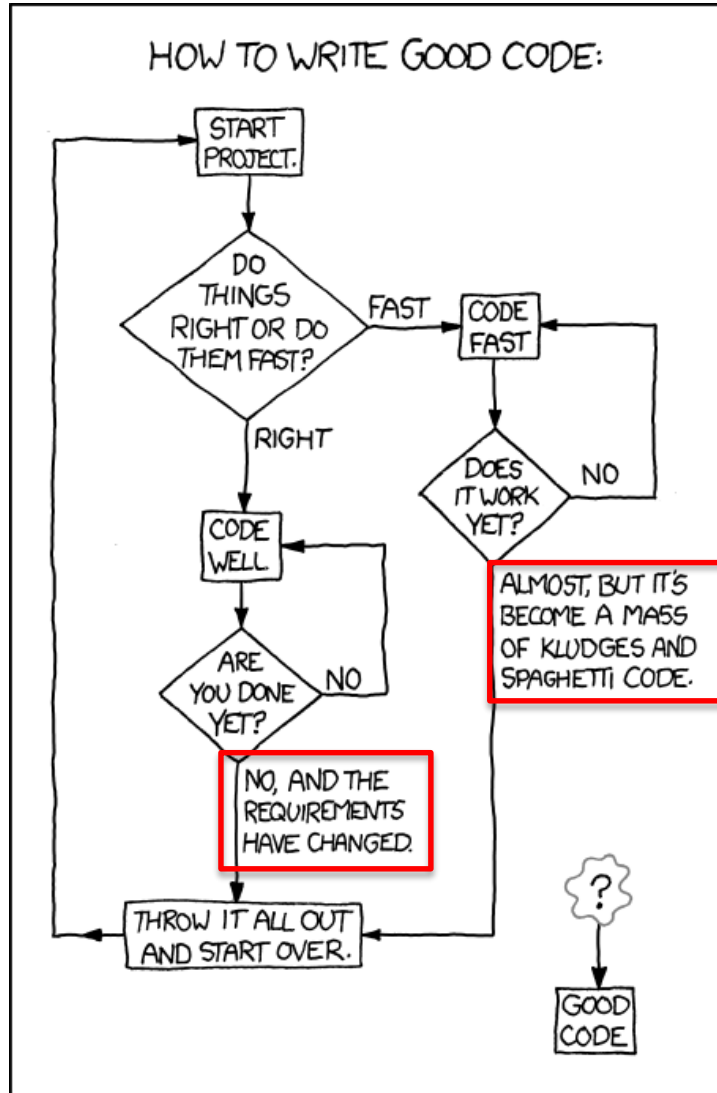 HOW TO WRITE GOOD CODE:
START
PROJECT.
DO
THINGS
RIGHT OR DO
THEM FAST?
FAST
CODE
FAST
DOES
IT WORK
YET?
NO
ALMOST, BUT IT'S
BECOME A MASS
OF KLUDGES AND
SPAGHETTI CODE.
RIGHT
CODE
WELL
ARE
YOU DONE
YET?
NO
NO, AND THE
REQUIREMENTS
HAVE CHANGED.
THROW IT ALL OUT
AND START OVER.
?
GOOD
CODE